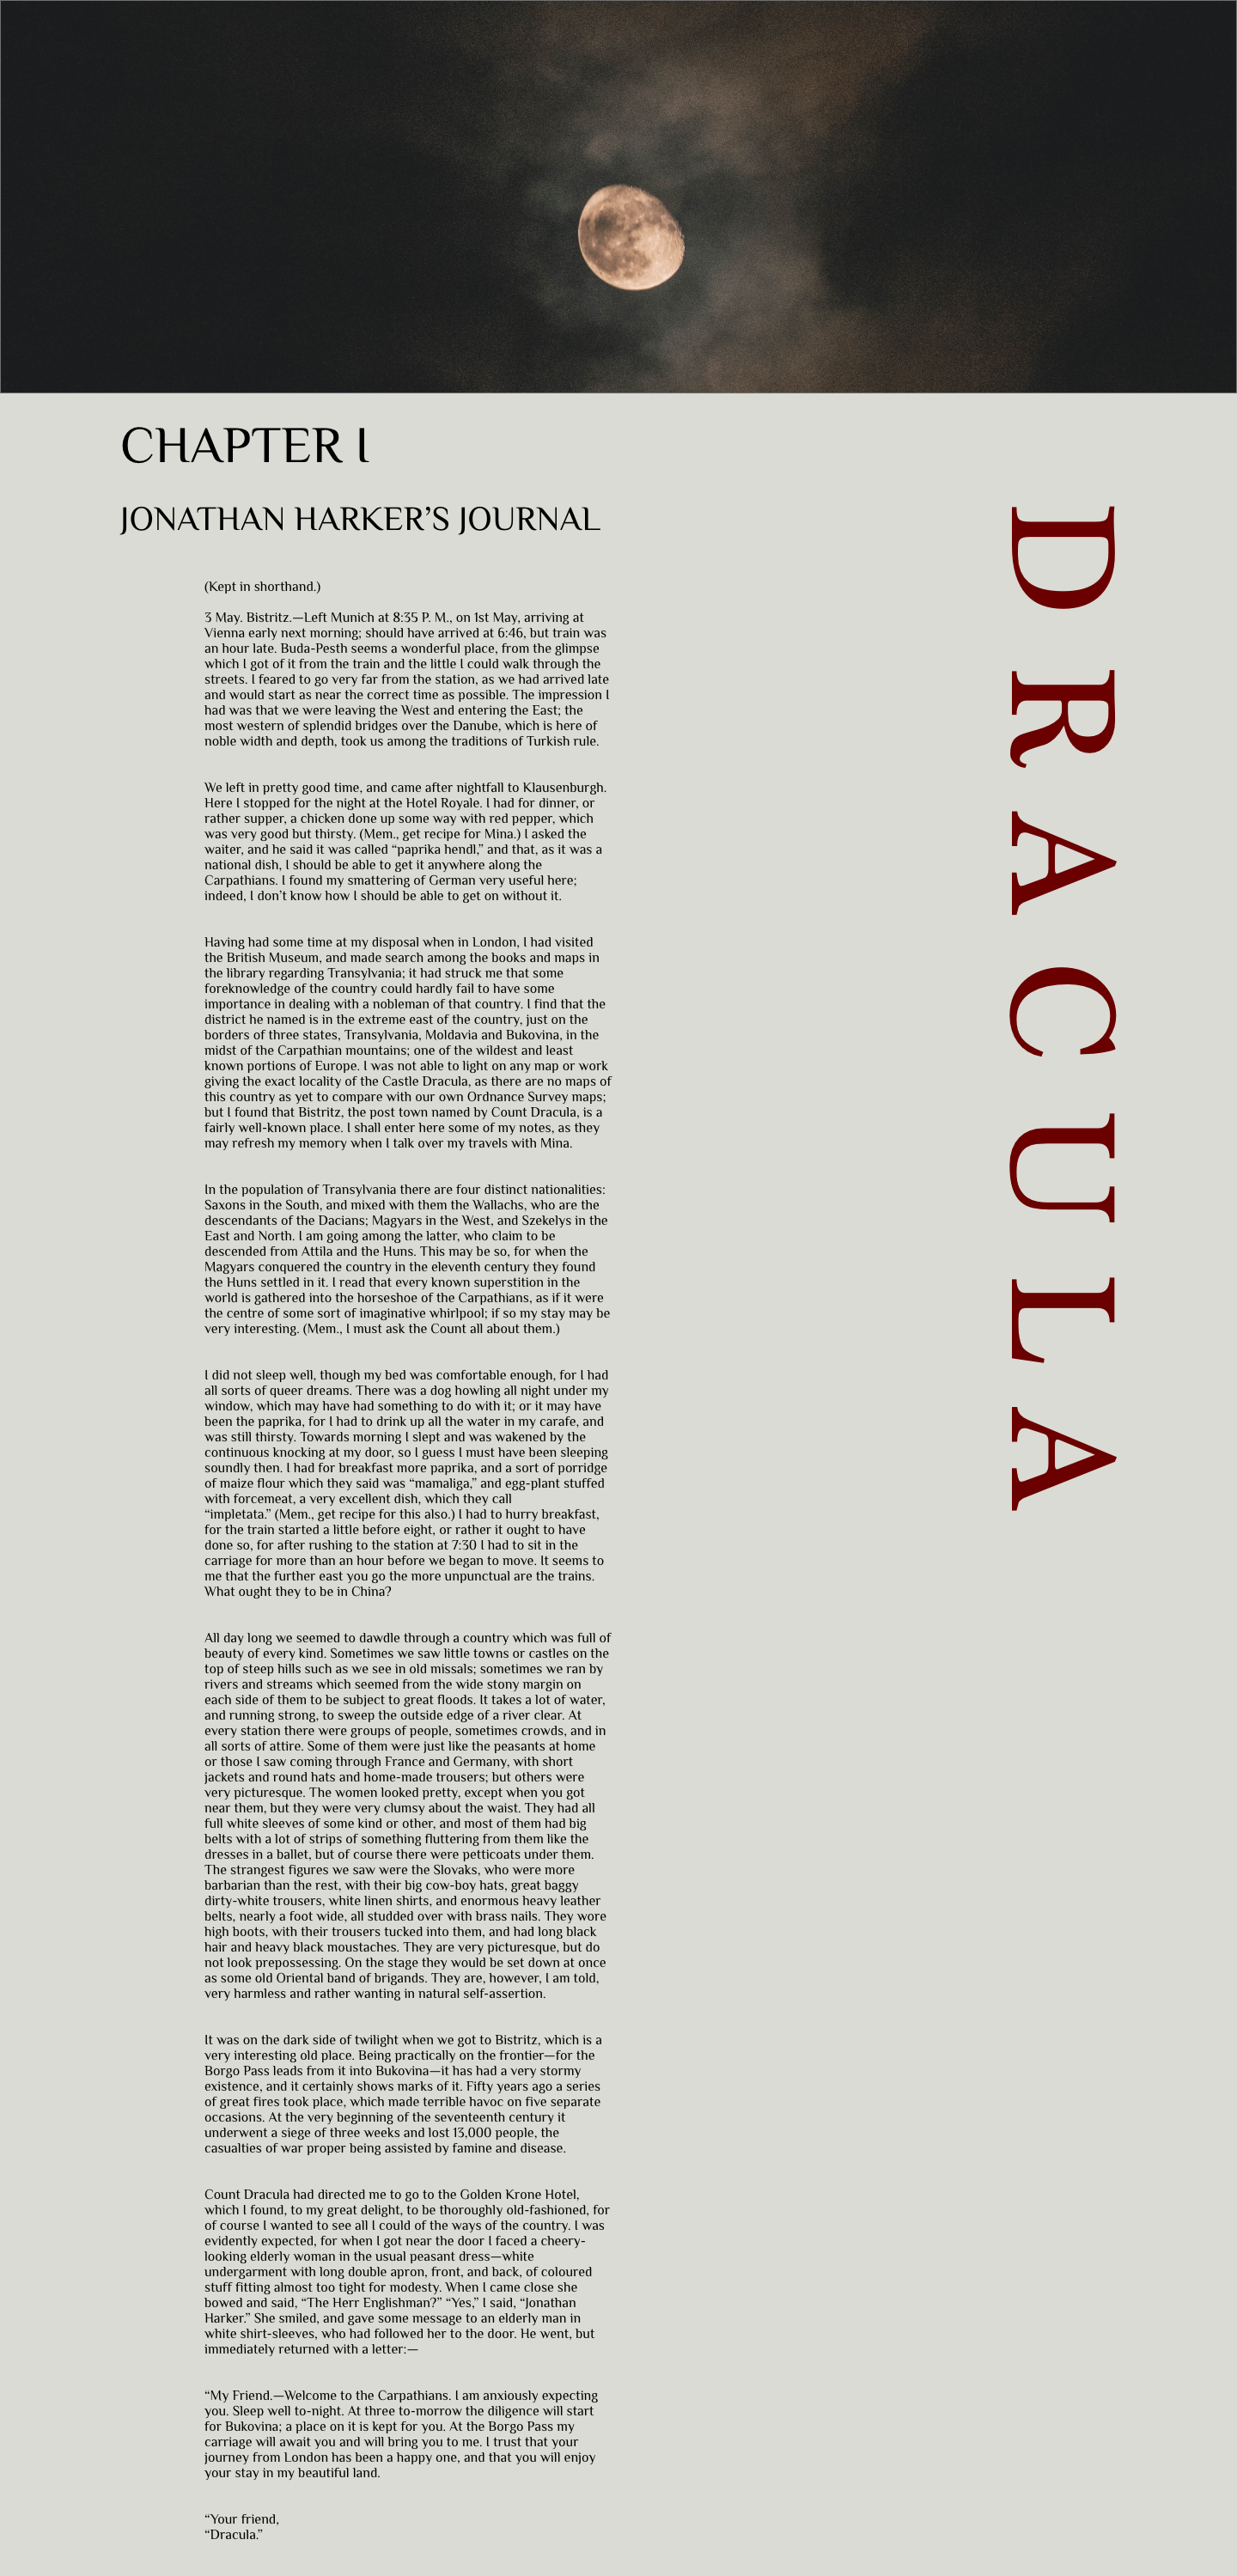 CHAPTER I
JONATHAN HARKER’S JOURNAL
(Kept in shorthand.)
3 May. Bistritz.—Left Munich at 8:35 P. M., on 1st May, arriving at
Vienna early next morning; should have arrived at 6:46, but train was
an hour late. Buda-Pesth seems a wonderful place, from the glimpse
which I got of it from the train and the little I could walk through the
streets. I feared to go very far from the station, as we had arrived late
and would start as near the correct time as possible. The impression I
had was that we were leaving the West and entering the East; the
most western of splendid bridges over the Danube, which is here of
noble width and depth, took us among the traditions of Turkish rule.
We left in pretty good time, and came after nightfall to Klausenburgh.
Here I stopped for the night at the Hotel Royale. I had for dinner, or
rather supper, a chicken done up some way with red pepper, which
was very good but thirsty. (Mem., get recipe for Mina.) I asked the
waiter, and he said it was called “paprika hendl,” and that, as it was a
national dish, I should be able to get it anywhere along the
Carpathians. I found my smattering of German very useful here;
indeed, I don’t know how I should be able to get on without it.
Having had some time at my disposal when in London, I had visited
the British Museum, and made search among the books and maps in
the library regarding Transylvania; it had struck me that some
foreknowledge of the country could hardly fail to have some
importance in dealing with a nobleman of that country. I find that the
district he named is in the extreme east of the country, just on the
borders of three states, Transylvania, Moldavia and Bukovina, in the
midst of the Carpathian mountains; one of the wildest and least
known portions of Europe. I was not able to light on any map or work
giving the exact locality of the Castle Dracula, as there are no maps of
this country as yet to compare with our own Ordnance Survey maps;
but I found that Bistritz, the post town named by Count Dracula, is a
fairly well-known place. I shall enter here some of my notes, as they
may refresh my memory when I talk over my travels with Mina.
In the population of Transylvania there are four distinct nationalities:
Saxons in the South, and mixed with them the Wallachs, who are the
descendants of the Dacians; Magyars in the West, and Szekelys in the
East and North. I am going among the latter, who claim to be
descended from Attila and the Huns. This may be so, for when the
Magyars conquered the country in the eleventh century they found
the Huns settled in it. I read that every known superstition in the
world is gathered into the horseshoe of the Carpathians, as if it were
the centre of some sort of imaginative whirlpool; if so my stay may be
very interesting. (Mem., I must ask the Count all about them.)
I did not sleep well, though my bed was comfortable enough, for I had
all sorts of queer dreams. There was a dog howling all night under my
window, which may have had something to do with it; or it may have
been the paprika, for I had to drink up all the water in my carafe, and
was still thirsty. Towards morning I slept and was wakened by the
continuous knocking at my door, so I guess I must have been sleeping
soundly then. I had for breakfast more paprika, and a sort of porridge
of maize flour which they said was “mamaliga,” and egg-plant stuffed
with forcemeat, a very excellent dish, which they call
“impletata.” (Mem., get recipe for this also.) I had to hurry breakfast,
for the train started a little before eight, or rather it ought to have
done so, for after rushing to the station at 7:30 I had to sit in the
carriage for more than an hour before we began to move. It seems to
me that the further east you go the more unpunctual are the trains.
What ought they to be in China?
All day long we seemed to dawdle through a country which was full of
beauty of every kind. Sometimes we saw little towns or castles on the
top of steep hills such as we see in old missals; sometimes we ran by
rivers and streams which seemed from the wide stony margin on
each side of them to be subject to great floods. It takes a lot of water,
and running strong, to sweep the outside edge of a river clear. At
every station there were groups of people, sometimes crowds, and in
all sorts of attire. Some of them were just like the peasants at home
or those I saw coming through France and Germany, with short
jackets and round hats and home-made trousers; but others were
very picturesque. The women looked pretty, except when you got
near them, but they were very clumsy about the waist. They had all
full white sleeves of some kind or other, and most of them had big
belts with a lot of strips of something fluttering from them like the
dresses in a ballet, but of course there were petticoats under them.
The strangest figures we saw were the Slovaks, who were more
barbarian than the rest, with their big cow-boy hats, great baggy
dirty-white trousers, white linen shirts, and enormous heavy leather
belts, nearly a foot wide, all studded over with brass nails. They wore
high boots, with their trousers tucked into them, and had long black
hair and heavy black moustaches. They are very picturesque, but do
not look prepossessing. On the stage they would be set down at once
as some old Oriental band of brigands. They are, however, I am told,
very harmless and rather wanting in natural self-assertion.
It was on the dark side of twilight when we got to Bistritz, which is a
very interesting old place. Being practically on the frontier—for the
Borgo Pass leads from it into Bukovina—it has had a very stormy
existence, and it certainly shows marks of it. Fifty years ago a series
of great fires took place, which made terrible havoc on five separate
occasions. At the very beginning of the seventeenth century it
underwent a siege of three weeks and lost 13,000 people, the
casualties of war proper being assisted by famine and disease.
Count Dracula had directed me to go to the Golden Krone Hotel,
which I found, to my great delight, to be thoroughly old-fashioned, for
of course I wanted to see all I could of the ways of the country. I was
evidently expected, for when I got near the door I faced a cheery-
looking elderly woman in the usual peasant dress—white
undergarment with long double apron, front, and back, of coloured
stuff fitting almost too tight for modesty. When I came close she
bowed and said, “The Herr Englishman?” “Yes,” I said, “Jonathan
Harker.” She smiled, and gave some message to an elderly man in
white shirt-sleeves, who had followed her to the door. He went, but
immediately returned with a letter:—
“My Friend.—Welcome to the Carpathians. I am anxiously expecting
you. Sleep well to-night. At three to-morrow the diligence will start
for Bukovina; a place on it is kept for you. At the Borgo Pass my
carriage will await you and will bring you to me. I trust that your
journey from London has been a happy one, and that you will enjoy
your stay in my beautiful land.
“Your friend,
“Dracula.”
DRACULA